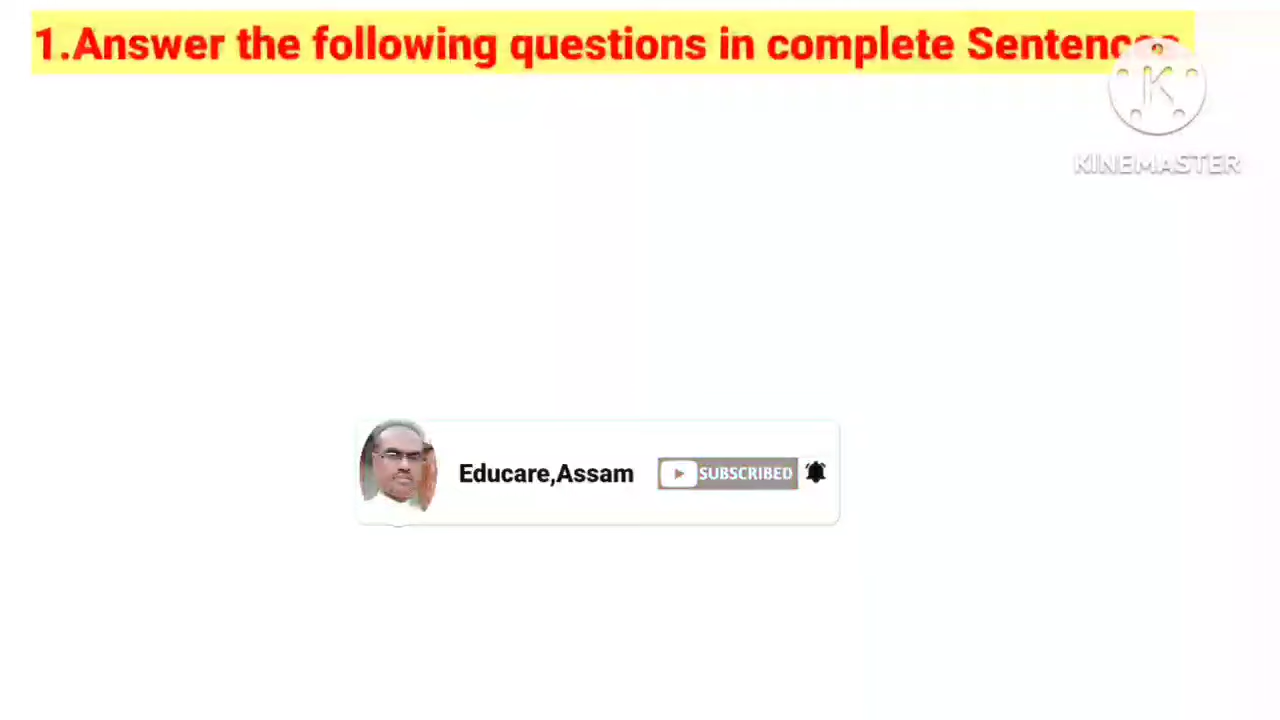 1.Answer the following questions in complete Sentences
KINEMASTER
Educare,Assam
SUBSCRIBED